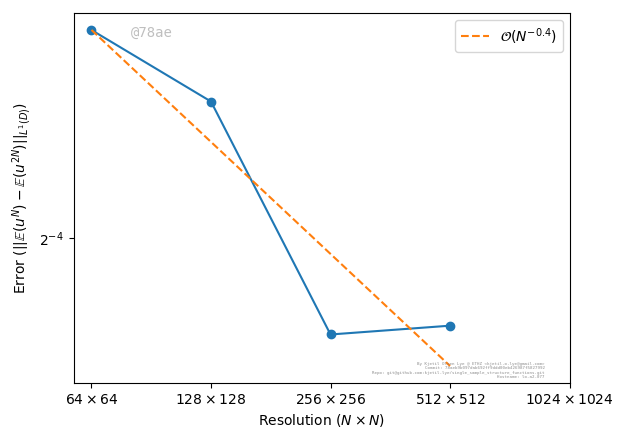 @78ae
𝒪(N^{-0.4})
Error (||𝔼(u^N) − 𝔼(u^{2N})||_{L^1(D)})
2^{-4}
64 × 64 128 × 128 256 × 256 512 × 512 1024 × 1024
Resolution (N × N)